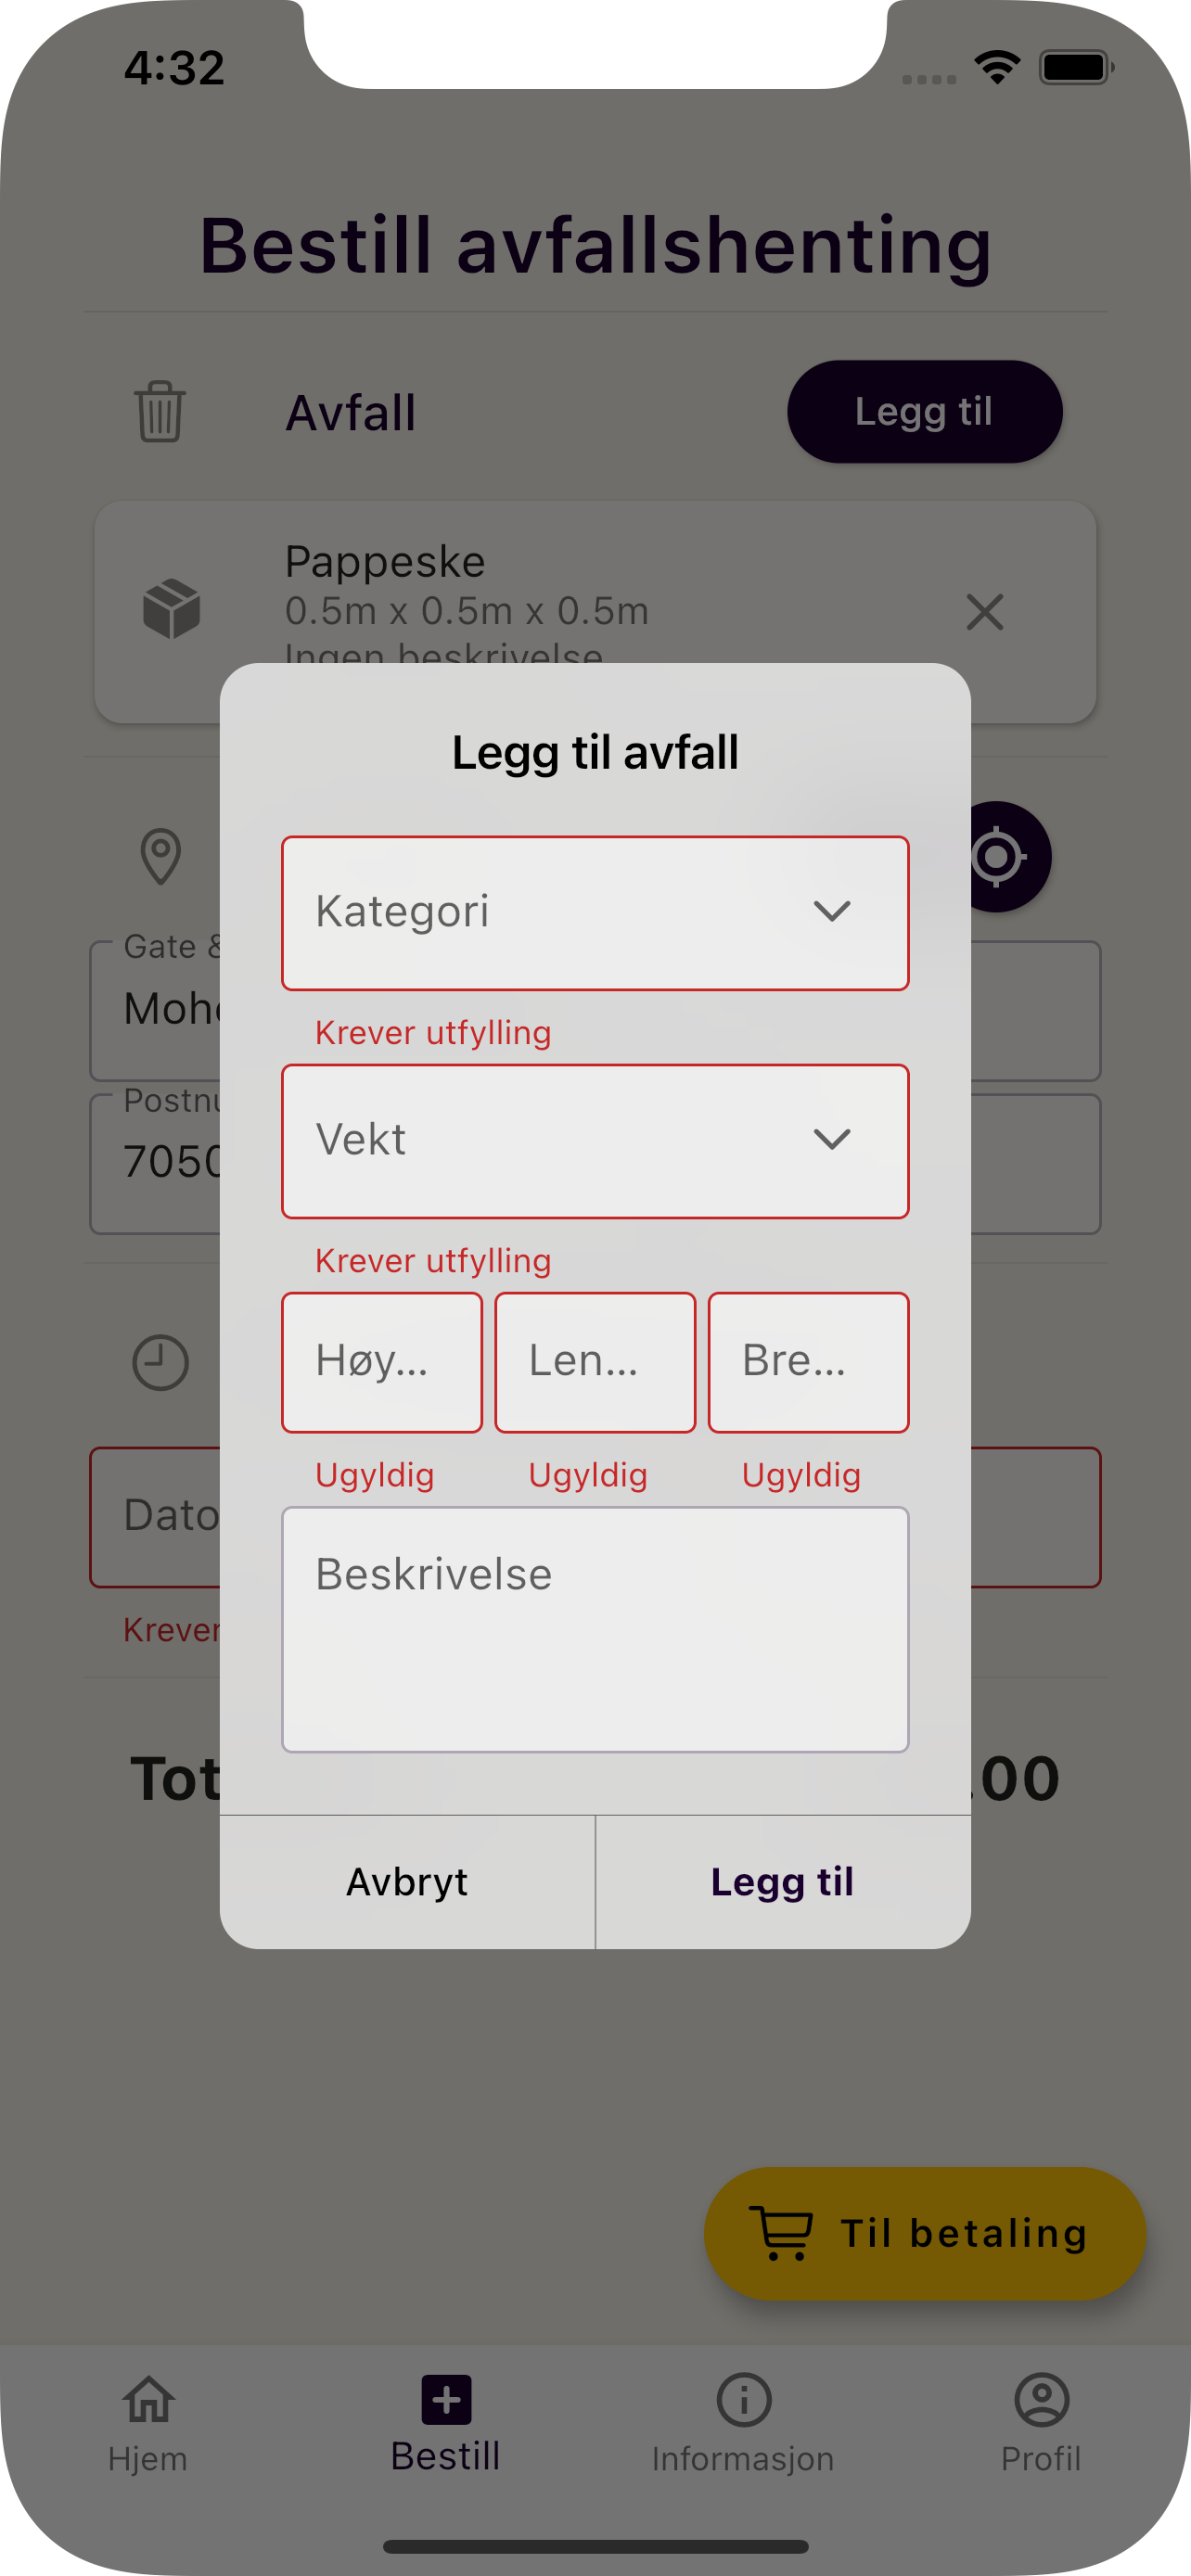 4:32
Bestill avfallshenting
Avfall
Legg til
Pappeske
0.5m x 0.5m x 0.5m
Ingen beskrivelse
Legg til avfall
Kategori
Gate &
Krever utfylling
Postnu
Vekt
7050
Krever utfylling
Høy... Len... Bre...
Ugyldig Ugyldig Ugyldig
Dato
Beskrivelse
Krever
Tot
.00
Avbryt
Legg til
Til betaling
Hjem Bestill Informasjon Profil